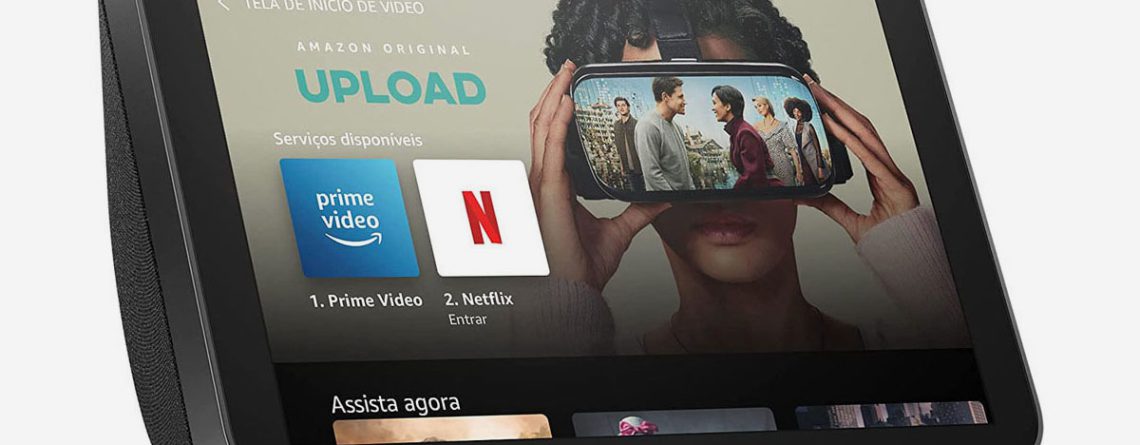 TELA DE INÍCIO DE VÍDEO
AMAZON ORIGINAL
UPLOAD
Serviços disponíveis
prime
video
N
1. Prime Video
2. Netflix
Entrar
Assista agora